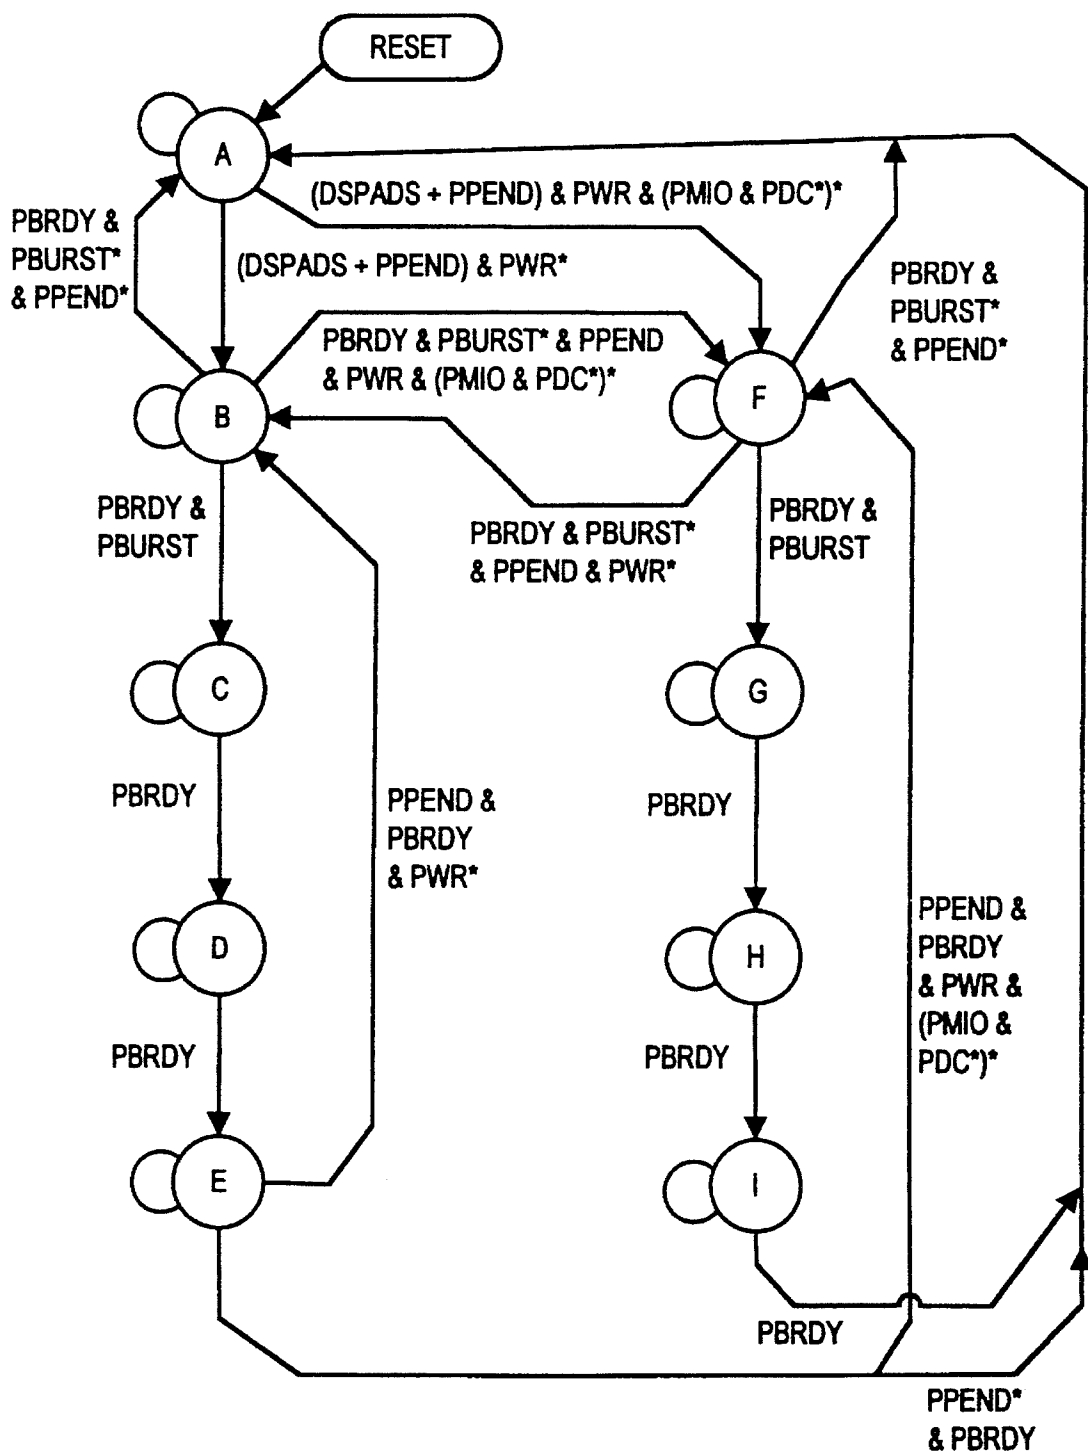 RESET
A
(DSPADS + PPEND) & PWR & (PMIO & PDC*)*
PBRDY &
PBURST*
& PPEND*
(DSPADS + PPEND) & PWR*
PBRDY &
PBURST*
& PPEND*
PBRDY & PBURST* & PPEND
& PWR & (PMIO & PDC*)*
B
F
PBRDY &
PBURST
PBRDY & PBURST*
& PPEND & PWR*
PBRDY &
PBURST
C
G
PBRDY
PPEND &
PBRDY
& PWR*
PBRDY
PPEND &
PBRDY
& PWR &
(PMIO &
PDC*)*
D
H
PBRDY
PBRDY
E
I
PBRDY
PPEND*
& PBRDY